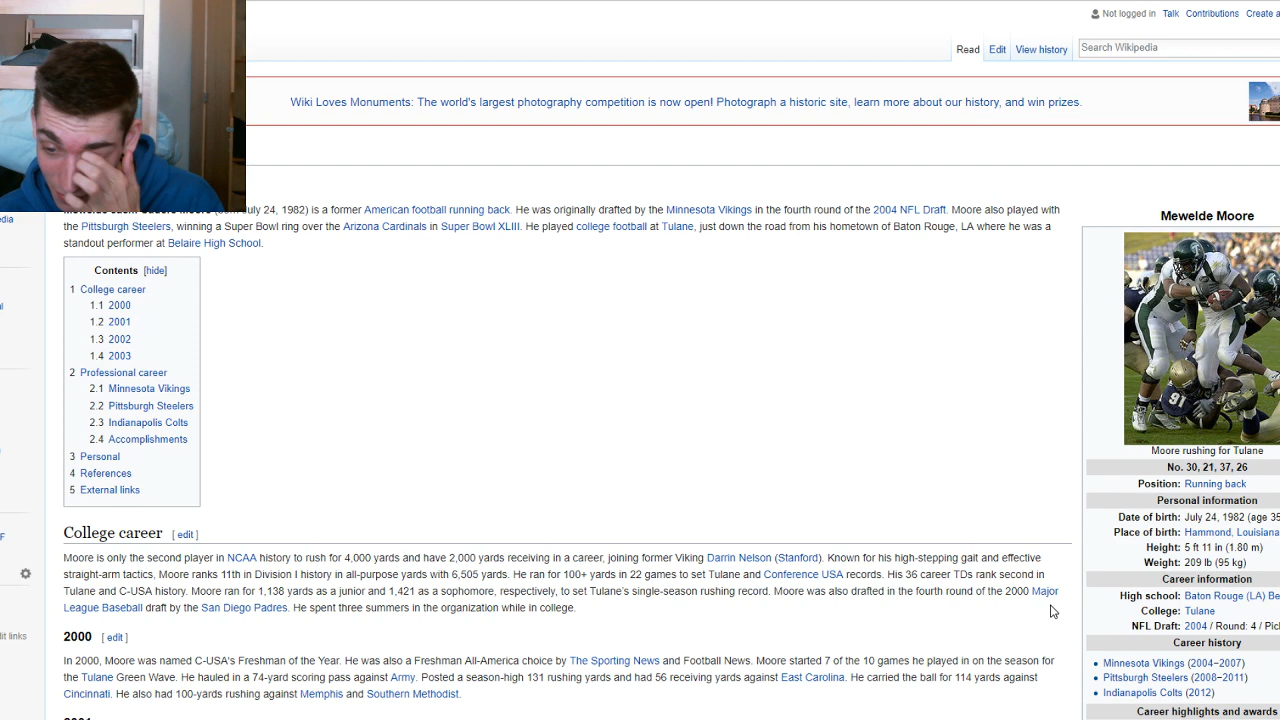 Not logged in Talk Contributions Create a
Read Edit View history Search Wikipedia
Wiki Loves Monuments: The world's largest photography competition is now open! Photograph a historic site, learn more about our history, and win prizes.
July 24, 1982) is a former American football running back. He was originally drafted by the Minnesota Vikings in the fourth round of the 2004 NFL Draft. Moore also played with
the Pittsburgh Steelers, winning a Super Bowl ring over the Arizona Cardinals in Super Bowl XLIII. He played college football at Tulane, just down the road from his hometown of Baton Rouge, LA where he was a
standout performer at Belaire High School.
Contents [hide]
1 College career
1.1 2000
1.2 2001
1.3 2002
1.4 2003
2 Professional career
2.1 Minnesota Vikings
2.2 Pittsburgh Steelers
2.3 Indianapolis Colts
2.4 Accomplishments
3 Personal
4 References
5 External links
College career [ edit ]
Moore is only the second player in NCAA history to rush for 4,000 yards and have 2,000 yards receiving in a career, joining former Viking Darrin Nelson (Stanford). Known for his high-stepping gait and effective
straight-arm tactics, Moore ranks 11th in Division I history in all-purpose yards with 6,505 yards. He ran for 100+ yards in 22 games to set Tulane and Conference USA records. His 36 career TDs rank second in
Tulane and C-USA history. Moore ran for 1,138 yards as a junior and 1,421 as a sophomore, respectively, to set Tulane's single-season rushing record. Moore was also drafted in the fourth round of the 2000 Major
League Baseball draft by the San Diego Padres. He spent three summers in the organization while in college.
2000 [ edit ]
In 2000, Moore was named C-USA's Freshman of the Year. He was also a Freshman All-America choice by The Sporting News and Football News. Moore started 7 of the 10 games he played in on the season for
the Tulane Green Wave. He hauled in a 74-yard scoring pass against Army. Posted a season-high 131 rushing yards and had 56 receiving yards against East Carolina. He carried the ball for 114 yards against
Cincinnati. He also had 100-yards rushing against Memphis and Southern Methodist.
Mewelde Moore
91
Moore rushing for Tulane
No. 30, 21, 37, 26
Position: Running back
Personal information
Date of birth: July 24, 1982 (age 35
Place of birth: Hammond, Louisiana
Height: 5 ft 11 in (1.80 m)
Weight: 209 lb (95 kg)
Career information
High school: Baton Rouge (LA) Be
College: Tulane
NFL Draft: 2004 / Round: 4 / Pic
Career history
Minnesota Vikings (2004–2007)
Pittsburgh Steelers (2008–2011)
Indianapolis Colts (2012)
Career highlights and awards